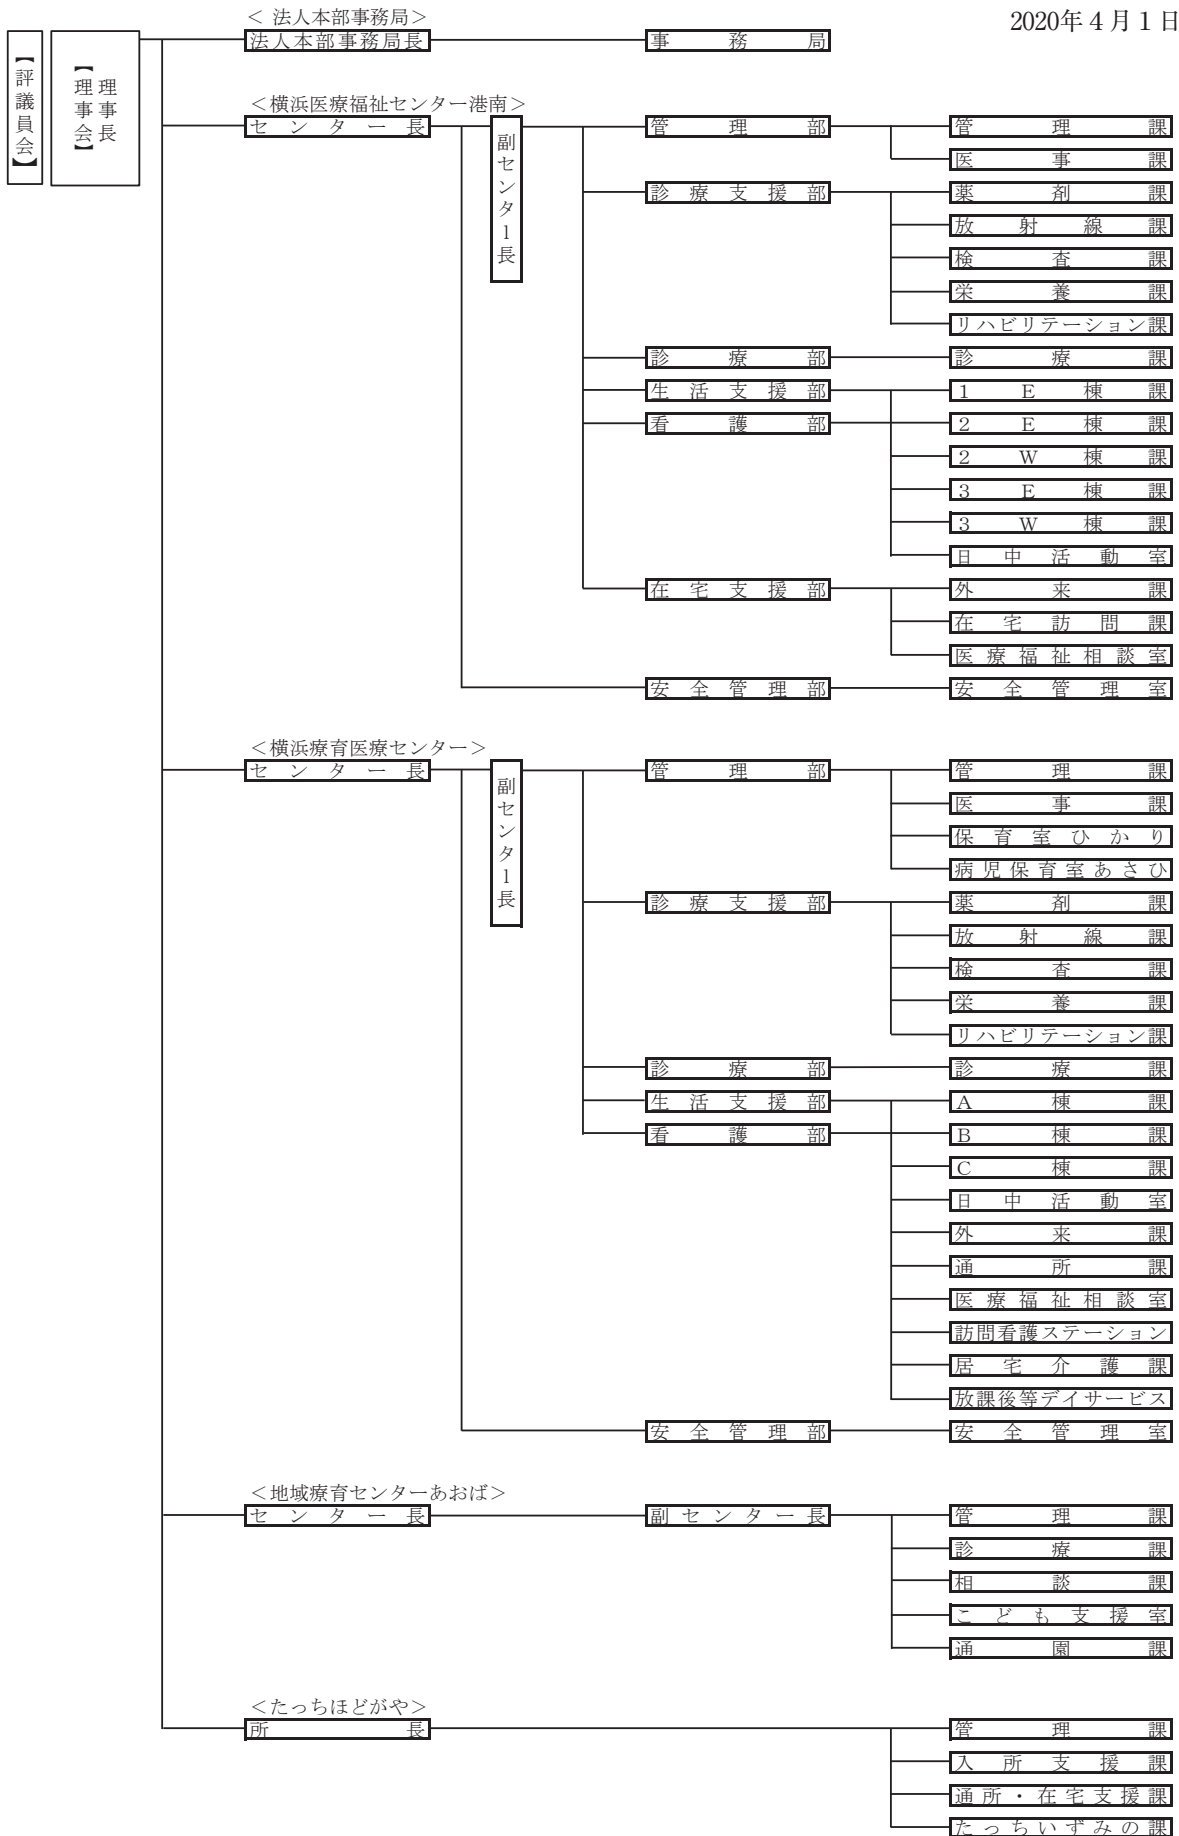 2020年４月１日
【評議員会】
理事長
【理事会】
＜ 法人本部事務局＞
法人本部事務局長
事務局
＜横浜医療福祉センター港南＞
センター長
副センター長
管理部
管理課
医事課
診療支援部
薬剤課
放射線課
検査課
栄養課
リハビリテーション課
診療部
診療課
生活支援部
1E棟課
看護部
2E棟課
2W棟課
3E棟課
3W棟課
日中活動室
在宅支援部
外来課
在宅訪問課
医療福祉相談室
安全管理部
安全管理室
＜横浜療育医療センター＞
センター長
副センター長
管理部
管理課
医事課
保育室ひかり
病児保育室あさひ
診療支援部
薬剤課
放射線課
検査課
栄養課
リハビリテーション課
診療部
診療課
生活支援部
A棟課
看護部
B棟課
C棟課
日中活動室
外来課
通所課
医療福祉相談室
訪問看護ステーション
居宅介護課
放課後等デイサービス
安全管理部
安全管理室
＜地域療育センターあおば＞
センター長
副センター長
管理課
診療課
相談課
こども支援室
通園課
＜たっちほどがや＞
所長
管理課
入所支援課
通所・在宅支援課
たっちいずみの課